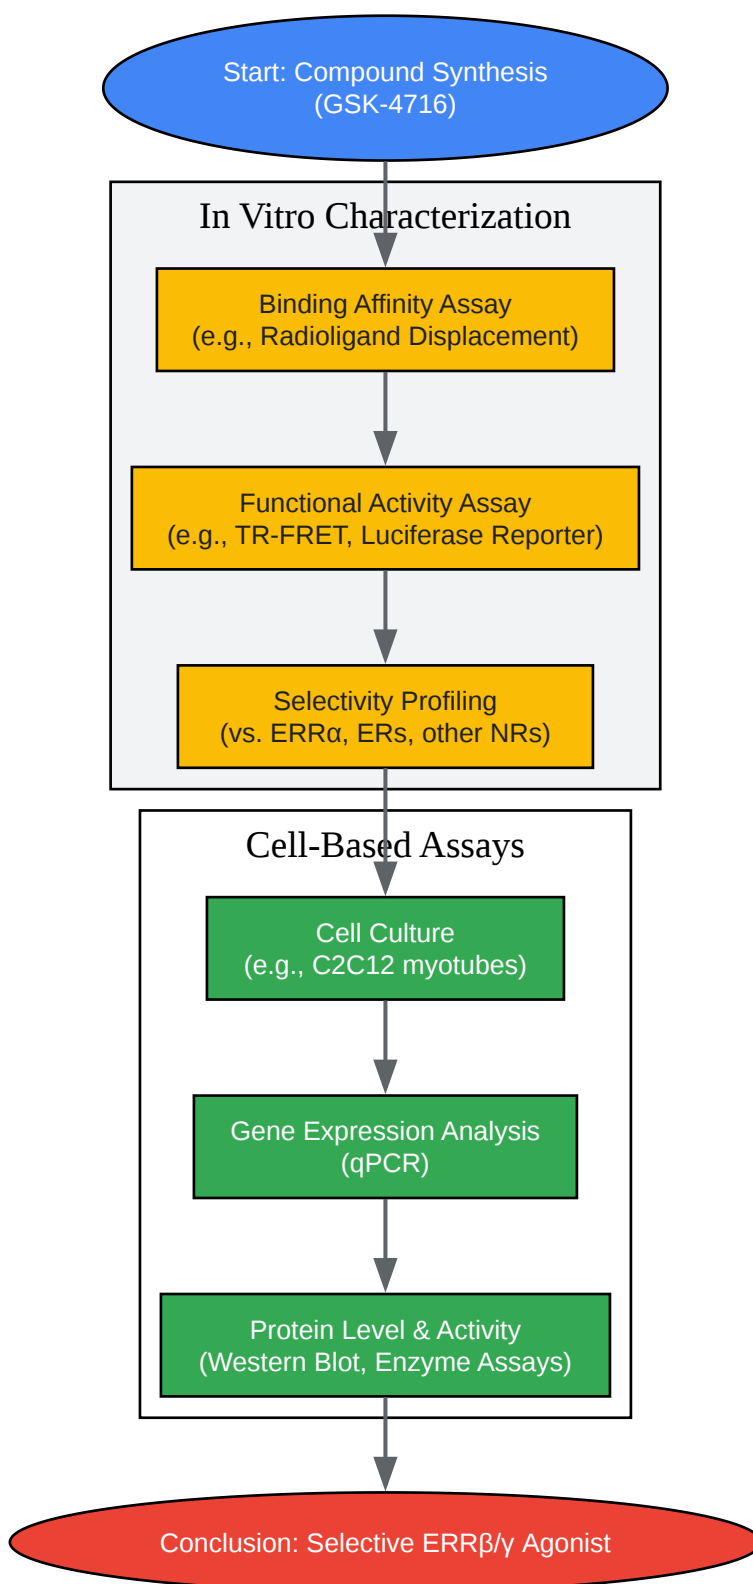 Start: Compound Synthesis
(GSK-4716)
In Vitro Characterization
Binding Affinity Assay
(e.g., Radioligand Displacement)
Functional Activity Assay
(e.g., TR-FRET, Luciferase Reporter)
Selectivity Profiling
(vs. ERRα, ERs, other NRs)
Cell-Based Assays
Cell Culture
(e.g., C2C12 myotubes)
Gene Expression Analysis
(qPCR)
Protein Level & Activity
(Western Blot, Enzyme Assays)
Conclusion: Selective ERRβ/γ Agonist